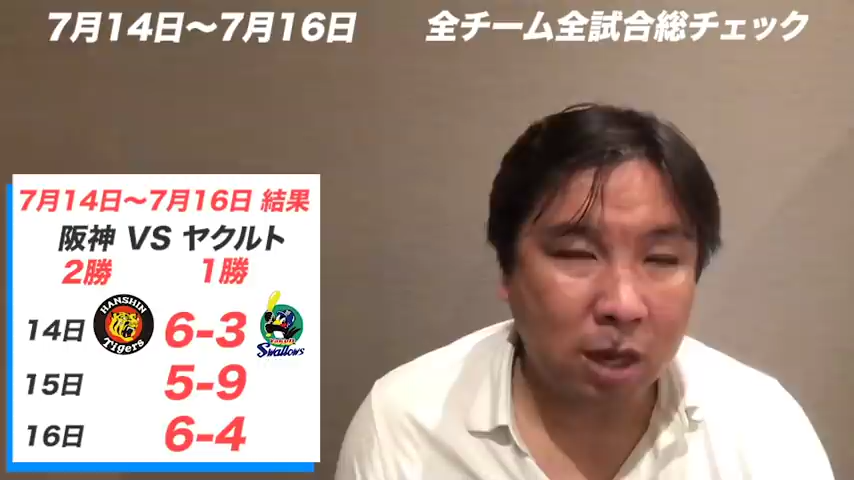 7月14日〜7月16日 全チーム全試合総チェック
7月14日〜7月16日 結果
阪神 VS ヤクルト
2勝 1勝
14日 HANSHIN Tigers 6-3 Yakult Swallows
15日 5-9
16日 6-4